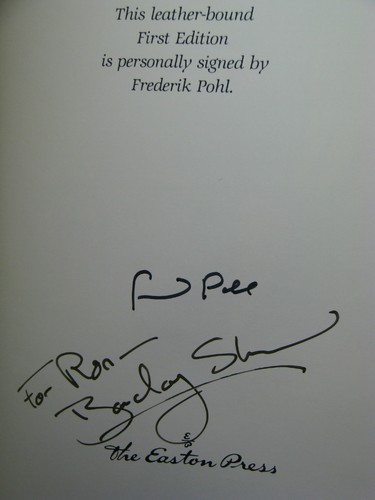 This leather-bound
First Edition
is personally signed by
Frederik Pohl.
Fred Pohl
to Ron -
Barclay Shaw
The Easton Press